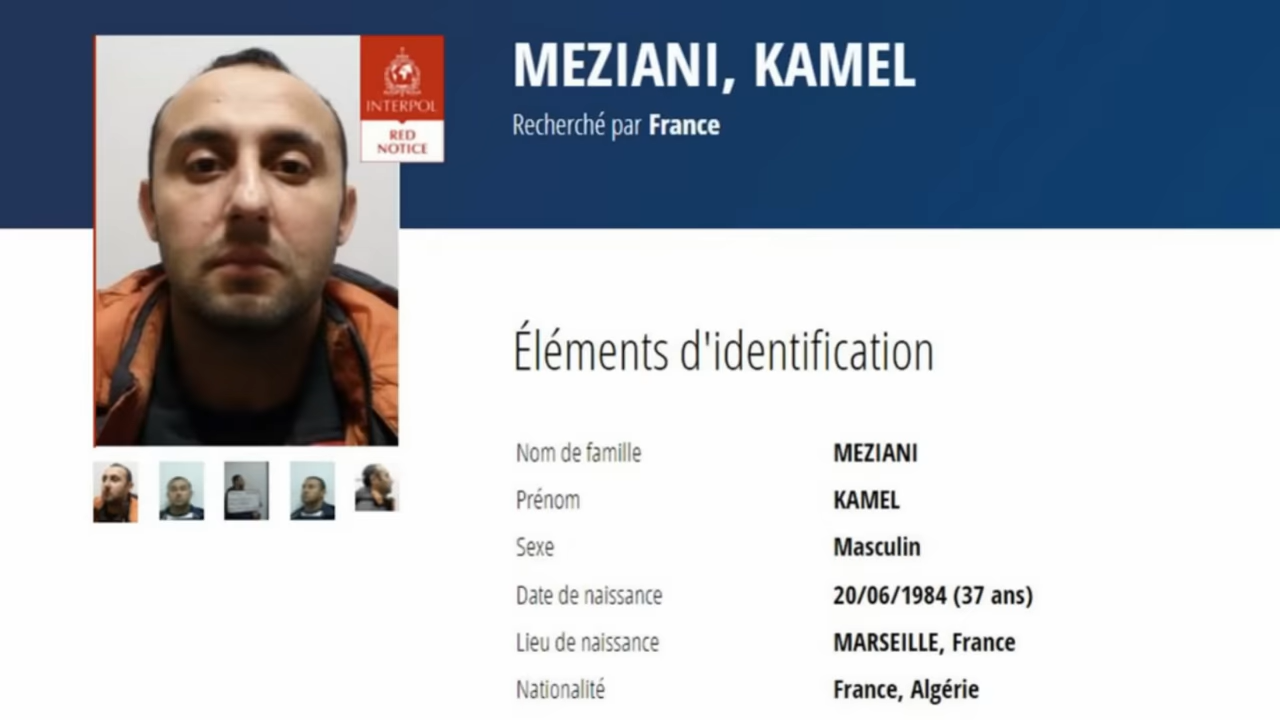 INTERPOL
RED
NOTICE
MEZIANI, KAMEL
Recherché par France
Éléments d'identification
Nom de famille MEZIANI
Prénom KAMEL
Sexe Masculin
Date de naissance 20/06/1984 (37 ans)
Lieu de naissance MARSEILLE, France
Nationalité France, Algérie